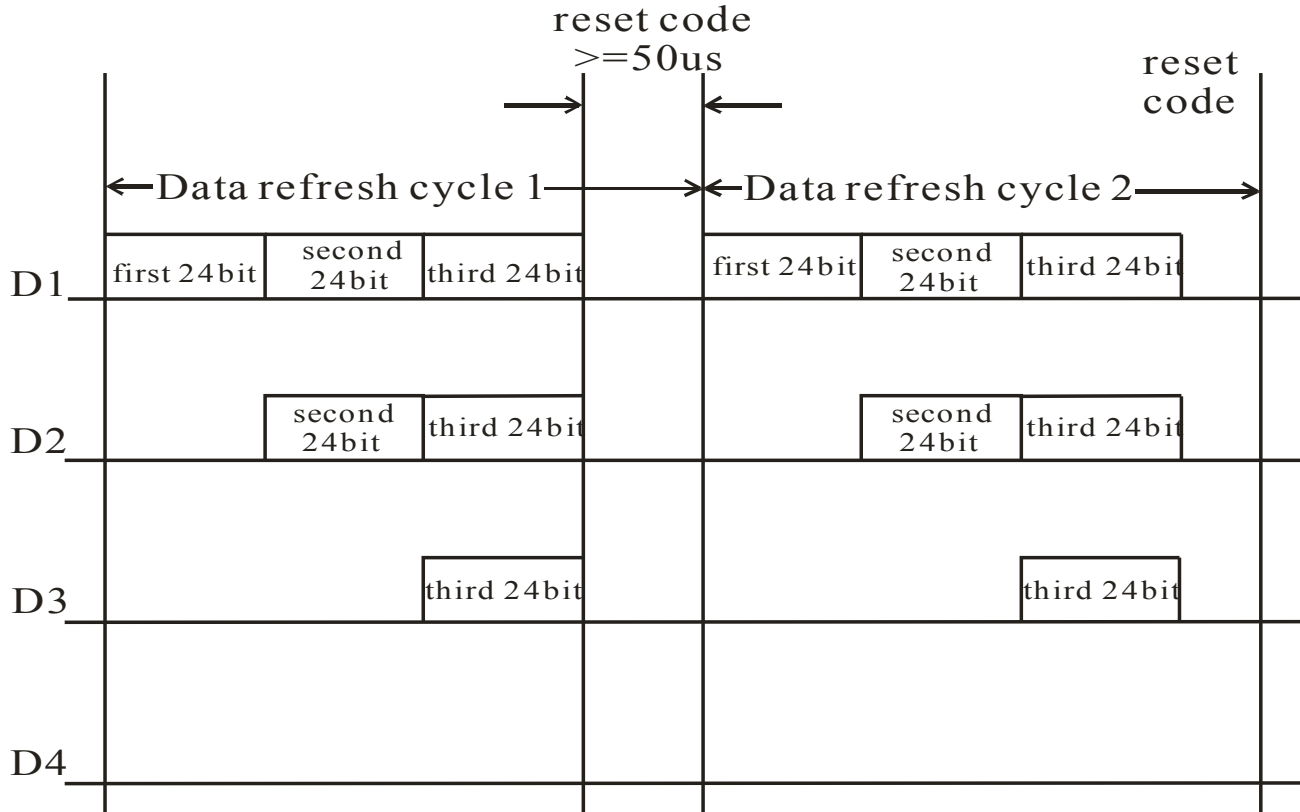 reset code
>=50us
reset
code
Data refresh cycle 1
Data refresh cycle 2
D1
first 24bit
second
24bit
third 24bit
first 24bit
second
24bit
third 24bit
D2
second
24bit
third 24bit
second
24bit
third 24bit
D3
third 24bit
third 24bit
D4